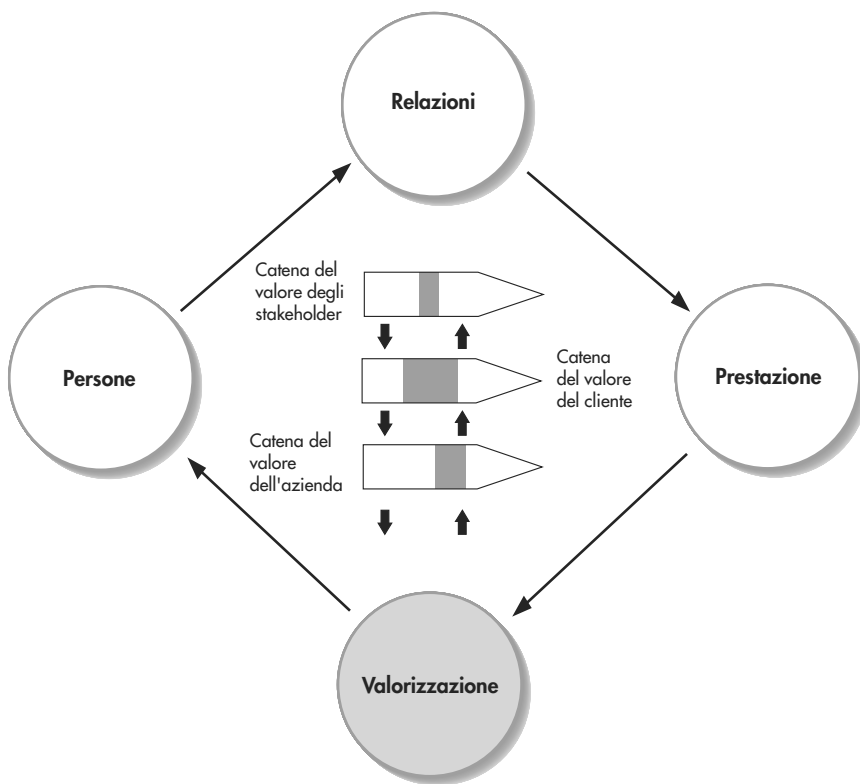 Relazioni
Catena del
valore degli
stakeholder
Persone
Catena
del valore
del cliente
Prestazione
Catena del
valore
dell'azienda
Valorizzazione